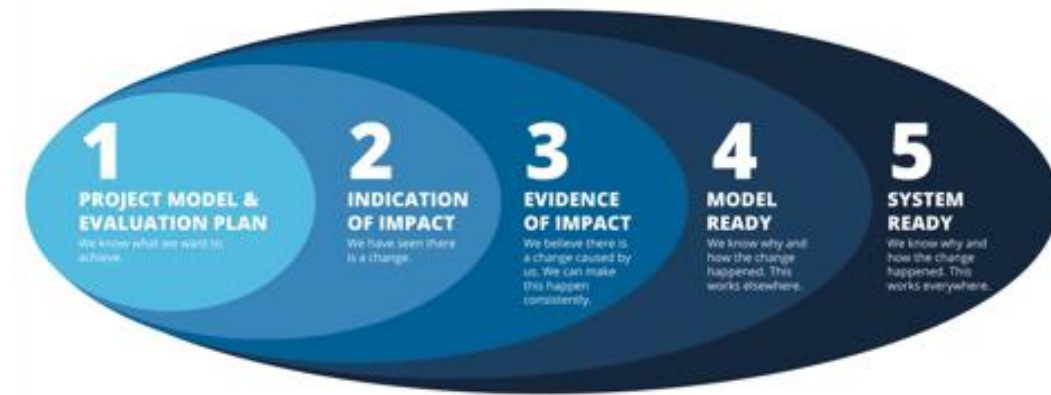 1
PROJECT MODEL &
EVALUATION PLAN
We know what we want to
achieve.
2
INDICATION
OF IMPACT
We have seen there
is a change.
3
EVIDENCE
OF IMPACT
We believe there is
a change caused by
us. We can make
this happen
consistently.
4
MODEL
READY
We know why and
how the change
happened. This
works elsewhere.
5
SYSTEM
READY
We know why and
how the change
happened. This
works everywhere.